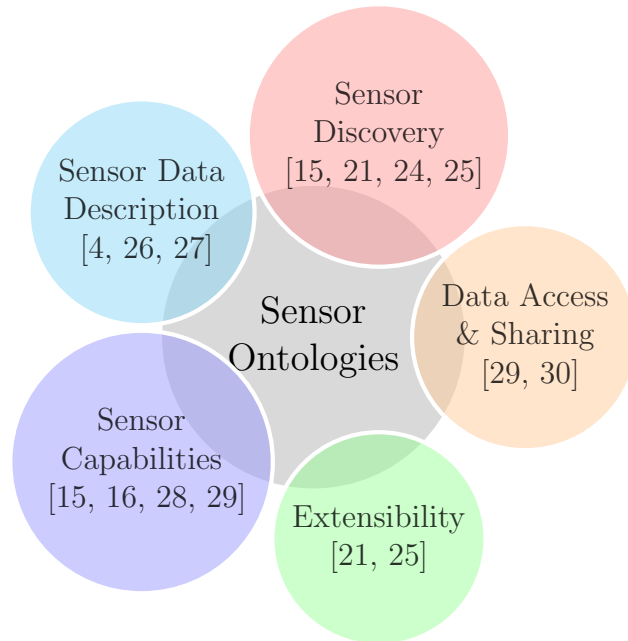 Sensor
Discovery
[15, 21, 24, 25]
Sensor Data
Description
[4, 26, 27]
Sensor
Ontologies
Data Access
& Sharing
[29, 30]
Sensor
Capabilities
[15, 16, 28, 29]
Extensibility
[21, 25]